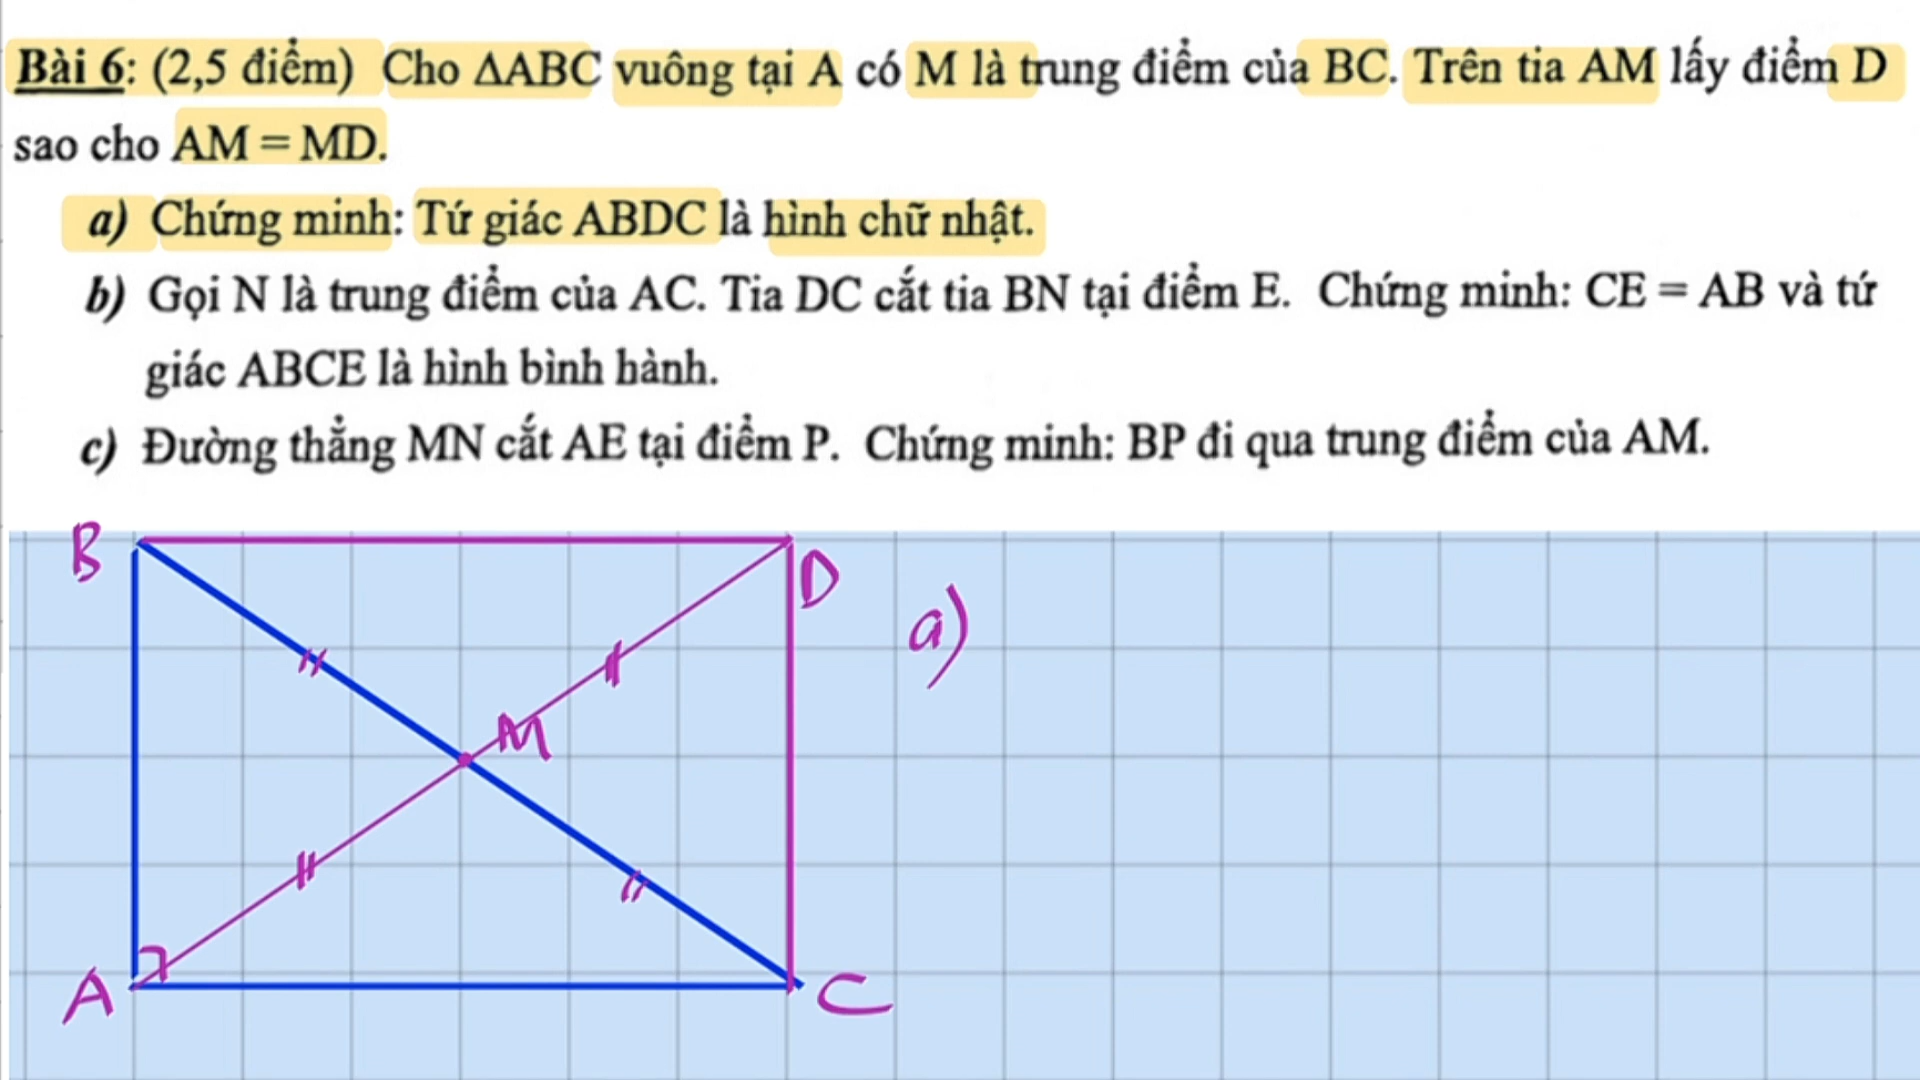 Bài 6: (2,5 điểm) Cho ΔABC vuông tại A có M là trung điểm của BC. Trên tia AM lấy điểm D
sao cho AM = MD.
a) Chứng minh: Tứ giác ABDC là hình chữ nhật.
b) Gọi N là trung điểm của AC. Tia DC cắt tia BN tại điểm E. Chứng minh: CE = AB và tứ
giác ABCE là hình bình hành.
c) Đường thẳng MN cắt AE tại điểm P. Chứng minh: BP đi qua trung điểm của AM.
B
D
a)
M
A
C